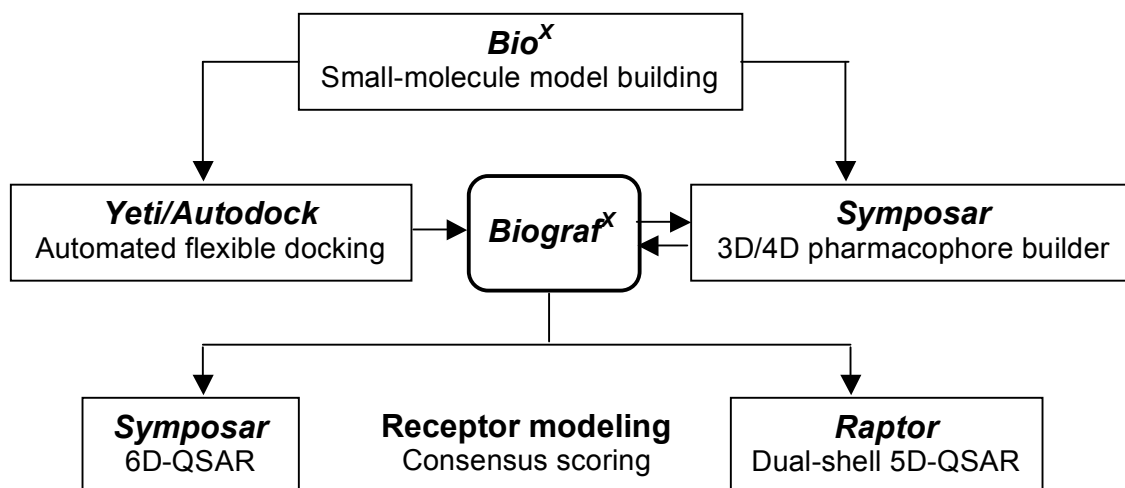 Bio^X
Small-molecule model building
Yeti/Autodock
Automated flexible docking
Biograf^X
Symposar
3D/4D pharmacophore builder
Symposar
6D-QSAR
Receptor modeling
Consensus scoring
Raptor
Dual-shell 5D-QSAR